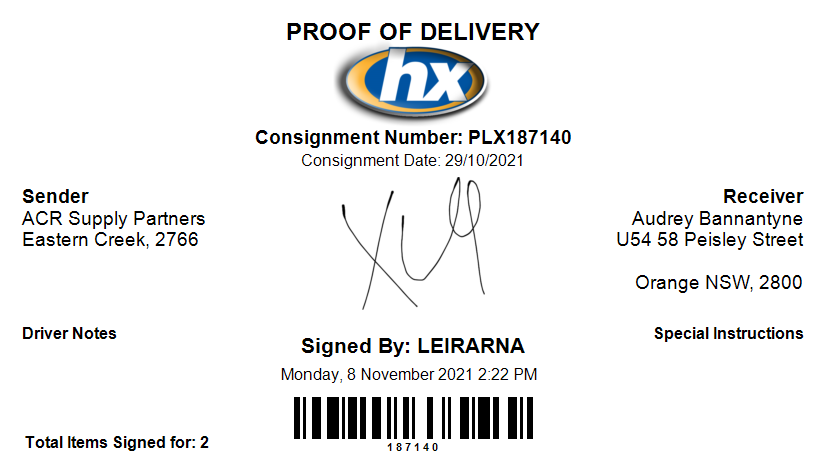 PROOF OF DELIVERY
hx
Consignment Number: PLX187140
Consignment Date: 29/10/2021
Sender
ACR Supply Partners
Eastern Creek, 2766
Receiver
Audrey Bannantyne
U54 58 Peisley Street
Orange NSW, 2800
Driver Notes
Special Instructions
Signed By: LEIRARNA
Monday, 8 November 2021 2:22 PM
187140
Total Items Signed for: 2